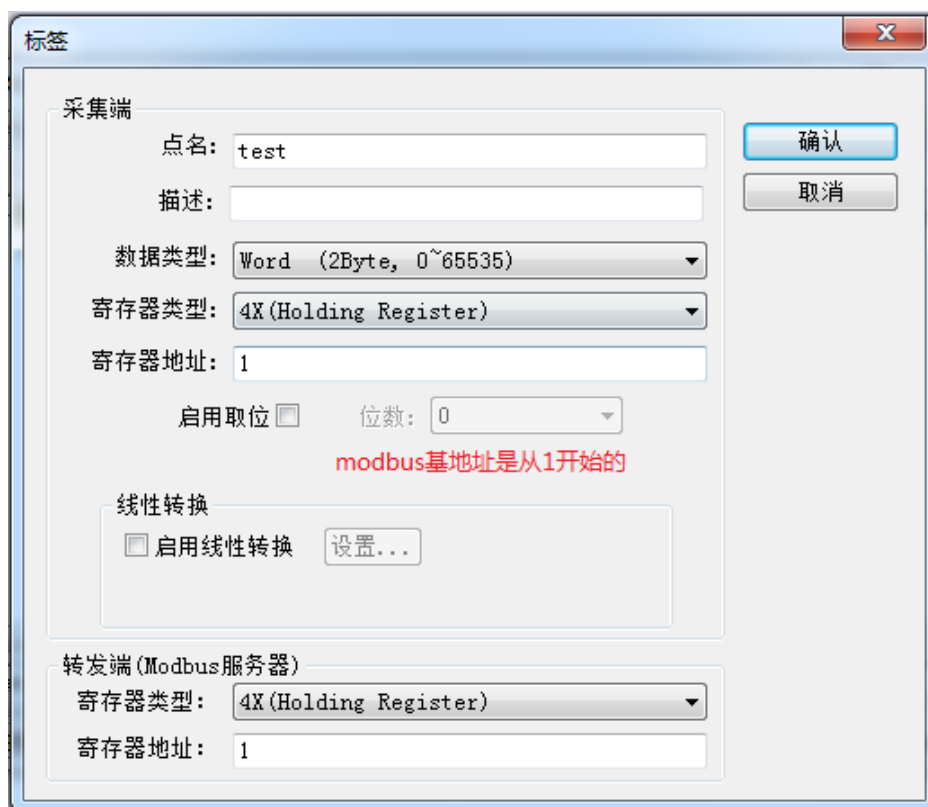 标签
采集端
点名: test
确认
描述:
取消
数据类型: Word (2Byte, 0~65535)
寄存器类型: 4X(Holding Register)
寄存器地址: 1
启用取位 位数: 0
modbus基地址是从1开始的
线性转换
启用线性转换 设置...
转发端(Modbus服务器)
寄存器类型: 4X(Holding Register)
寄存器地址: 1